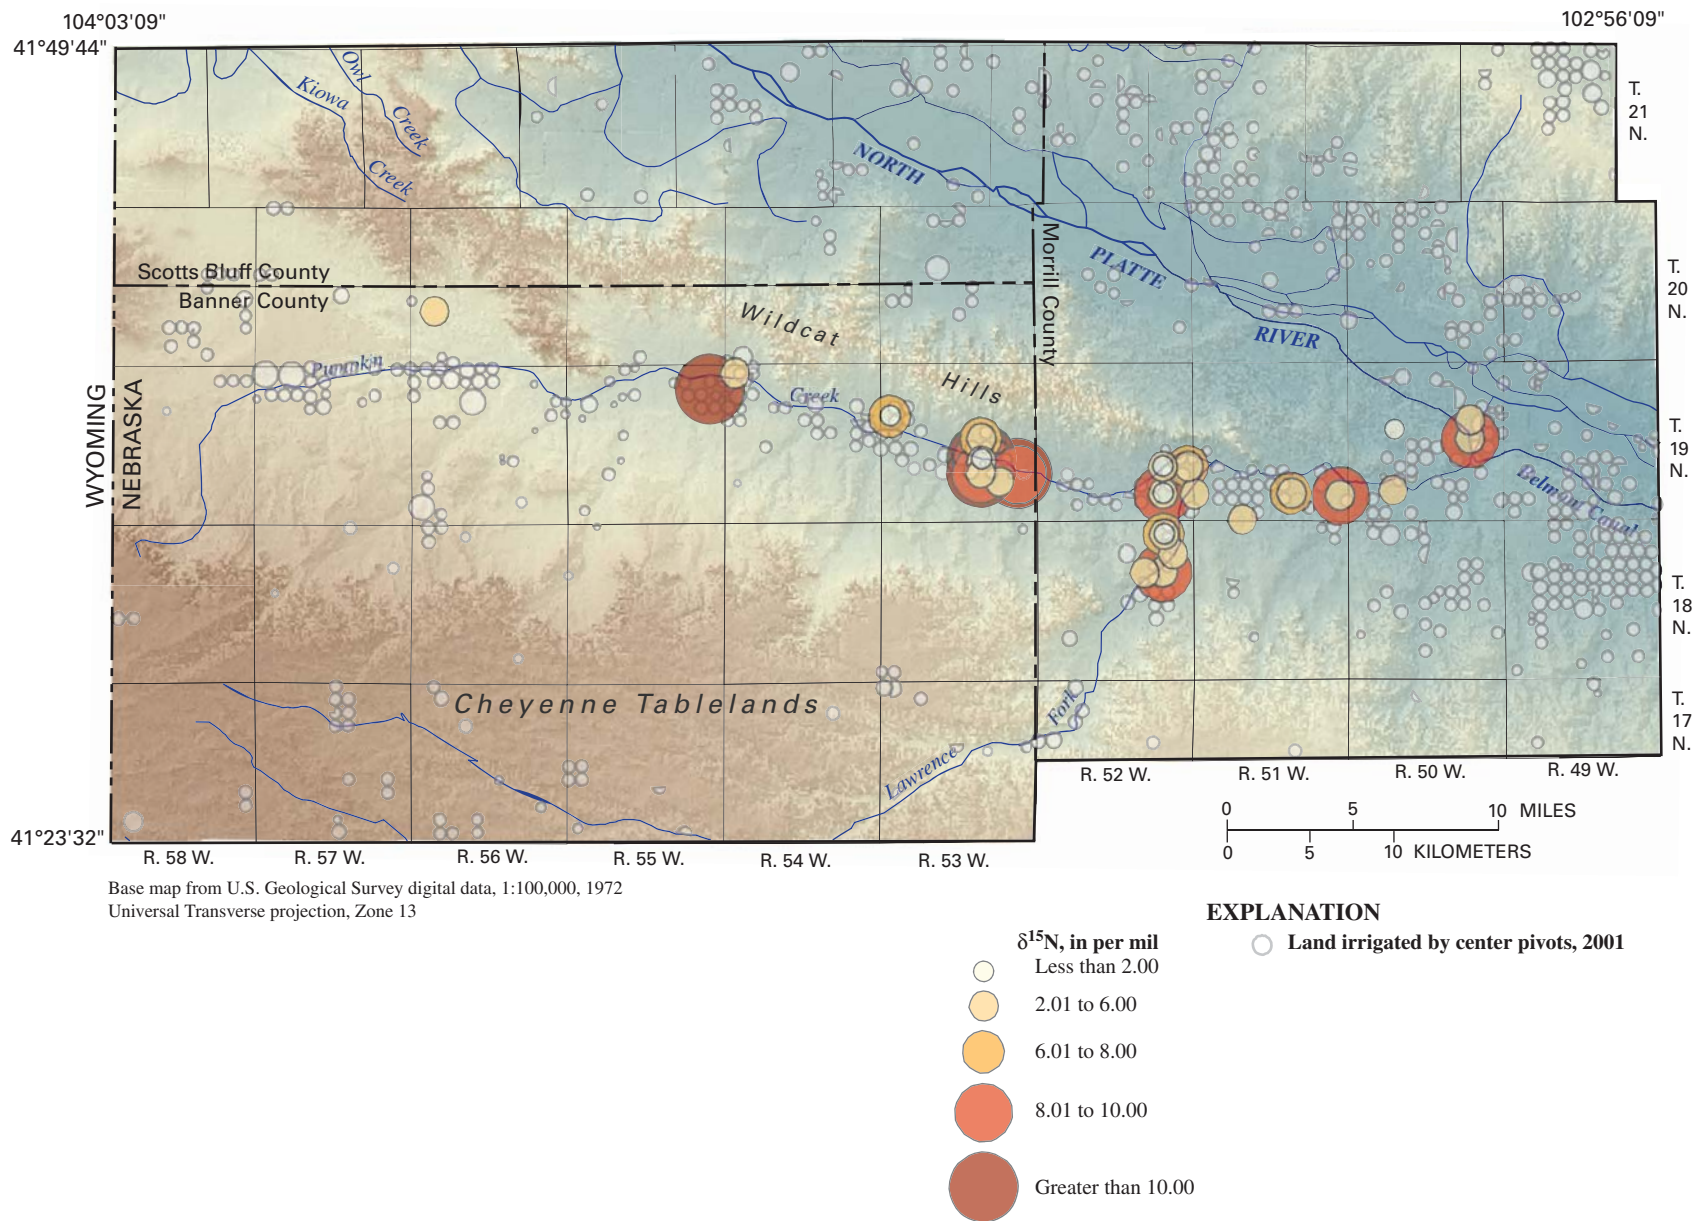 104°03'09"
102°56'09"
41°49'44"
Owl
Creek
Kiowa
Creek
NORTH
PLATTE
RIVER
T.
21
N.
Scotts Bluff County
Banner County
Morrill County
T.
20
N.
Wildcat
Hills
Pumpkin
Creek
WYOMING
NEBRASKA
T.
19
N.
Belmont Canal
T.
18
N.
Cheyenne Tablelands
Lawrence
Fork
T.
17
N.
41°23'32"
R. 58 W.
R. 57 W.
R. 56 W.
R. 55 W.
R. 54 W.
R. 53 W.
R. 52 W.
R. 51 W.
R. 50 W.
R. 49 W.
0 5 10 MILES
0 5 10 KILOMETERS
Base map from U.S. Geological Survey digital data, 1:100,000, 1972
Universal Transverse projection, Zone 13
EXPLANATION
δ¹⁵N, in per mil
Less than 2.00
2.01 to 6.00
6.01 to 8.00
8.01 to 10.00
Greater than 10.00
Land irrigated by center pivots, 2001